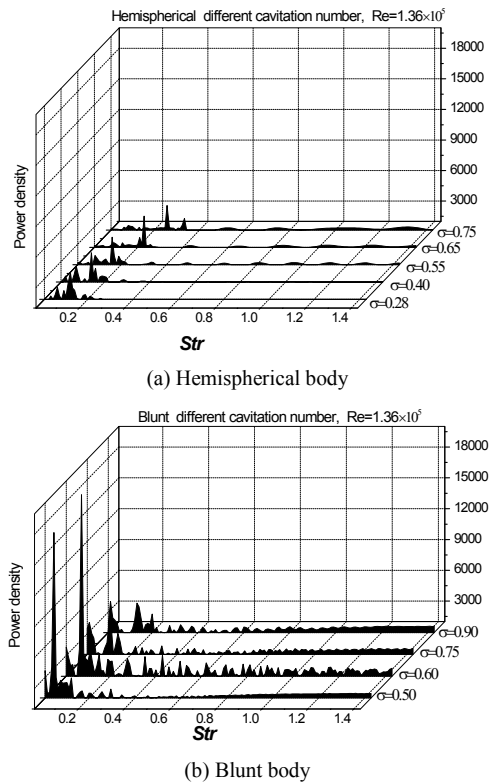 Hemispherical different cavitation number, Re=1.36×10⁵
18000
15000
12000
9000
6000
3000
Power density
σ=0.75
σ=0.65
σ=0.55
σ=0.40
σ=0.28
0.2 0.4 0.6 0.8 1.0 1.2 1.4
Str
(a) Hemispherical body
Blunt different cavitation number, Re=1.36×10⁵
18000
15000
12000
9000
6000
3000
Power density
σ=0.90
σ=0.75
σ=0.60
σ=0.50
0.2 0.4 0.6 0.8 1.0 1.2 1.4
Str
(b) Blunt body